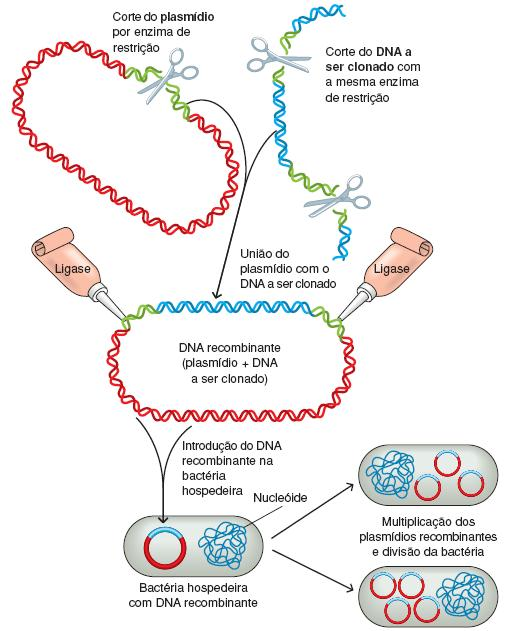 Corte do plasmídio
por enzima de
restrição
Corte do DNA a
ser clonado com
a mesma enzima
de restrição
União do
plasmídio com o
DNA a ser clonado
Ligase
Ligase
DNA recombinante
(plasmídio + DNA
a ser clonado)
Introdução do DNA
recombinante na
bactéria
hospedeira
Nucleóide
Bactéria hospedeira
com DNA recombinante
Multiplicação dos
plasmídios recombinantes
e divisão da bactéria